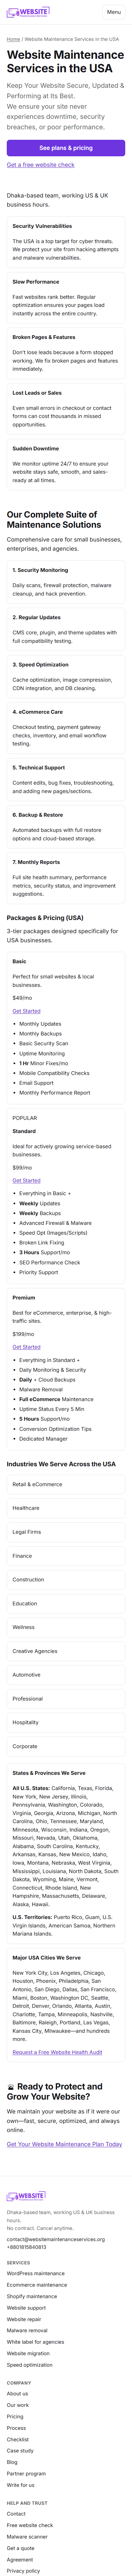 WEBSITE
Menu
Home / Website Maintenance Services in the USA
Website Maintenance
Services in the USA
Keep Your Website Secure, Updated &
Performing at Its Best.
We ensure your site never
experiences downtime, security
breaches, or poor performance.
See plans & pricing
Get a free website check
Dhaka-based team, working US & UK
business hours.
Security Vulnerabilities
The USA is a top target for cyber threats.
We protect your site from hacking attempts
and malware vulnerabilities.
Slow Performance
Fast websites rank better. Regular
optimization ensures your pages load
instantly across the entire country.
Broken Pages & Features
Don't lose leads because a form stopped
working. We fix broken pages and features
immediately.
Lost Leads or Sales
Even small errors in checkout or contact
forms can cost thousands in missed
opportunities.
Sudden Downtime
We monitor uptime 24/7 to ensure your
website stays safe, smooth, and sales-
ready at all times.
Our Complete Suite of
Maintenance Solutions
Comprehensive care for small businesses,
enterprises, and agencies.
1. Security Monitoring
Daily scans, firewall protection, malware
cleanup, and hack prevention.
2. Regular Updates
CMS core, plugin, and theme updates with
full compatibility testing.
3. Speed Optimization
Cache optimization, image compression,
CDN integration, and DB cleaning.
4. eCommerce Care
Checkout testing, payment gateway
checks, inventory, and email workflow
testing.
5. Technical Support
Content edits, bug fixes, troubleshooting,
and adding new pages/sections.
6. Backup & Restore
Automated backups with full restore
options and cloud-based storage.
7. Monthly Reports
Full site health summary, performance
metrics, security status, and improvement
suggestions.
Packages & Pricing (USA)
3-tier packages designed specifically for
USA businesses.
Basic
Perfect for small websites & local
businesses.
$49/mo
Get Started
Monthly Updates
Monthly Backups
Basic Security Scan
Uptime Monitoring
1 Hr Minor Fixes/mo
Mobile Compatibility Checks
Email Support
Monthly Performance Report
POPULAR
Standard
Ideal for actively growing service-based
businesses.
$99/mo
Get Started
Everything in Basic +
Weekly Updates
Weekly Backups
Advanced Firewall & Malware
Speed Opt (Images/Scripts)
Broken Link Fixing
3 Hours Support/mo
SEO Performance Check
Priority Support
Premium
Best for eCommerce, enterprise, & high-
traffic sites.
$199/mo
Get Started
Everything in Standard +
Daily Monitoring & Security
Daily + Cloud Backups
Malware Removal
Full eCommerce Maintenance
Uptime Status Every 5 Min
5 Hours Support/mo
Conversion Optimization Tips
Dedicated Manager
Industries We Serve Across the USA
Retail & eCommerce
Healthcare
Legal Firms
Finance
Construction
Education
Wellness
Creative Agencies
Automotive
Professional
Hospitality
Corporate
States & Provinces We Serve
All U.S. States: California, Texas, Florida,
New York, New Jersey, Illinois,
Pennsylvania, Washington, Colorado,
Virginia, Georgia, Arizona, Michigan, North
Carolina, Ohio, Tennessee, Maryland,
Minnesota, Wisconsin, Indiana, Oregon,
Missouri, Nevada, Utah, Oklahoma,
Alabama, South Carolina, Kentucky,
Arkansas, Kansas, New Mexico, Idaho,
Iowa, Montana, Nebraska, West Virginia,
Mississippi, Louisiana, North Dakota, South
Dakota, Wyoming, Maine, Vermont,
Connecticut, Rhode Island, New
Hampshire, Massachusetts, Delaware,
Alaska, Hawaii.
U.S. Territories: Puerto Rico, Guam, U.S.
Virgin Islands, American Samoa, Northern
Mariana Islands.
Major USA Cities We Serve
New York City, Los Angeles, Chicago,
Houston, Phoenix, Philadelphia, San
Antonio, San Diego, Dallas, San Francisco,
Miami, Boston, Washington DC, Seattle,
Detroit, Denver, Orlando, Atlanta, Austin,
Charlotte, Tampa, Minneapolis, Nashville,
Baltimore, Raleigh, Portland, Las Vegas,
Kansas City, Milwaukee—and hundreds
more.
Request a Free Website Health Audit
Ready to Protect and
Grow Your Website?
We maintain your website as if it were our
own—fast, secure, optimized, and always
online.
Get Your Website Maintenance Plan Today
WEBSITE
Dhaka-based team, working US & UK business
hours.
No contract. Cancel anytime.
contact@websitemaintenanceservices.org
+8801815840813
SERVICES
WordPress maintenance
Ecommerce maintenance
Shopify maintenance
Website support
Website repair
Malware removal
White label for agencies
Website migration
Speed optimization
COMPANY
About us
Our work
Pricing
Process
Checklist
Case study
Blog
Partner program
Write for us
HELP AND TRUST
Contact
Free website check
Malware scanner
Get a quote
Agreement
Privacy policy